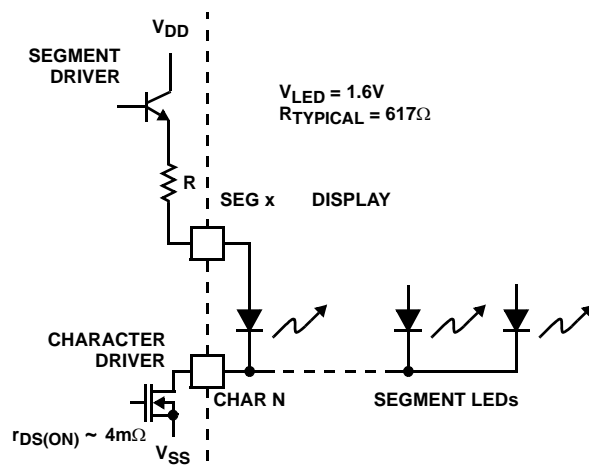 VDD
SEGMENT
DRIVER
VLED = 1.6V
RTYPICAL = 617Ω
R
SEG x DISPLAY
CHARACTER
DRIVER
CHAR N SEGMENT LEDs
rDS(ON) ~ 4mΩ
VSS